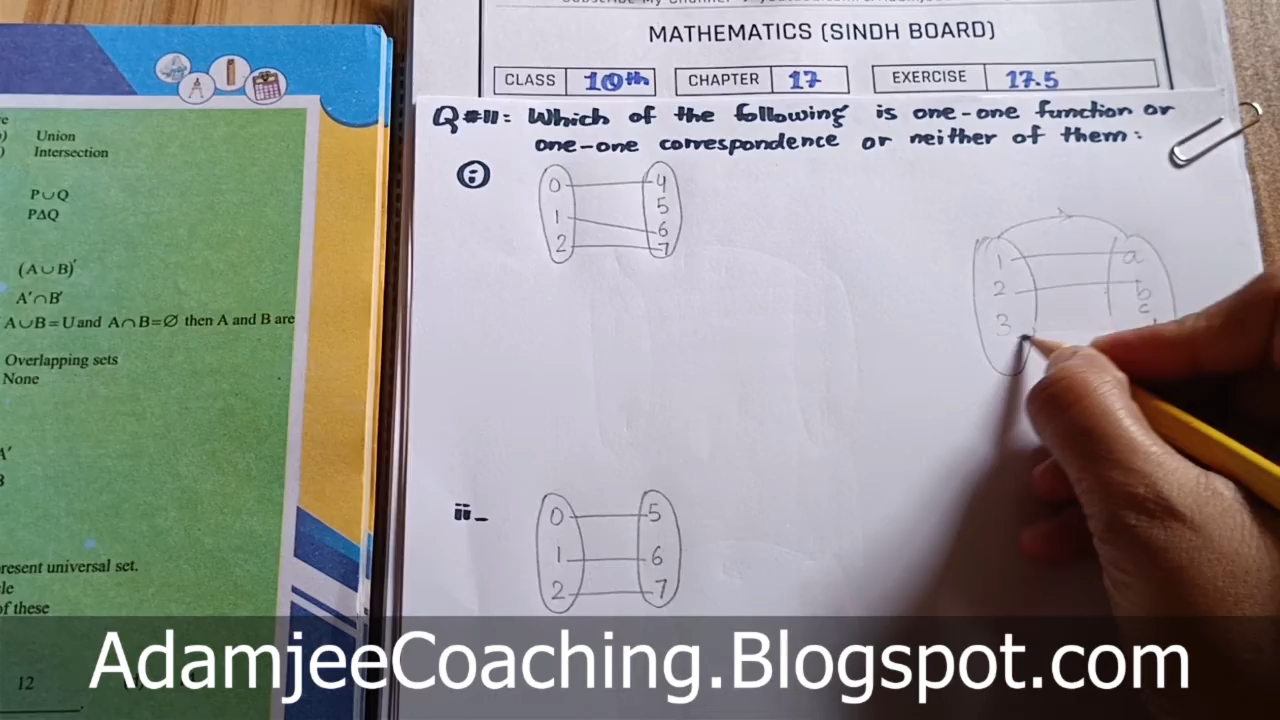 MATHEMATICS (SINDH BOARD)
CLASS 10th CHAPTER 17 EXERCISE 17.5
Q#11: Which of the following is one-one function or
one-one correspondence or neither of them:
i
0 4
1 5
2 6
7
1 a
2 b
3 c
ii-
0 5
1 6
2 7
Union
Intersection
P∪Q
PΔQ
(A∪B)′
A′∩B′
A∪B=U and A∩B=∅ then A and B are
Overlapping sets
None
A′
present universal set.
of these
12
AdamjeeCoaching.Blogspot.com